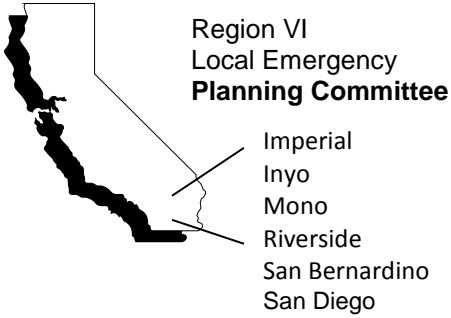 Region VI
Local Emergency
Planning Committee
Imperial
Inyo
Mono
Riverside
San Bernardino
San Diego